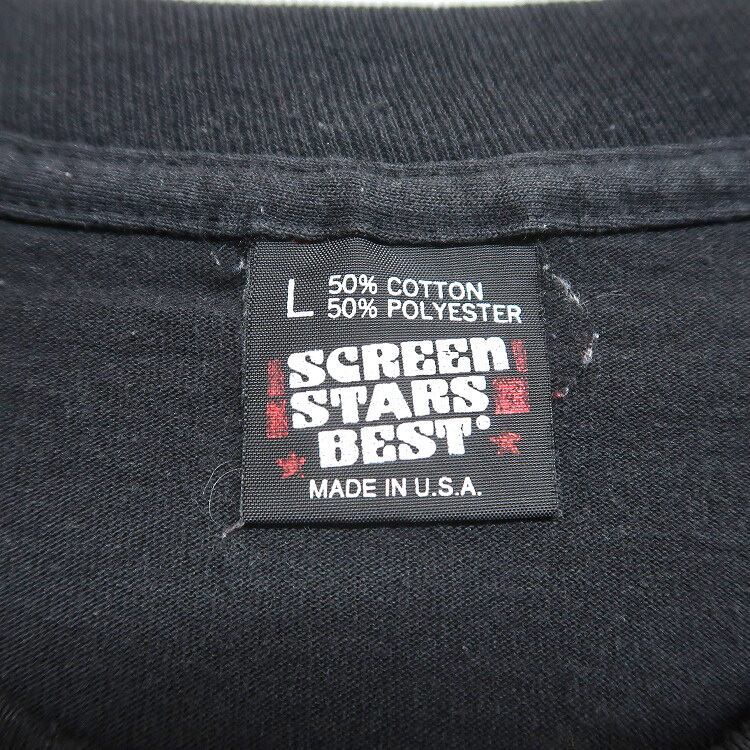 L 50% COTTON
50% POLYESTER
SCREEN
STARS
BEST
MADE IN U.S.A.